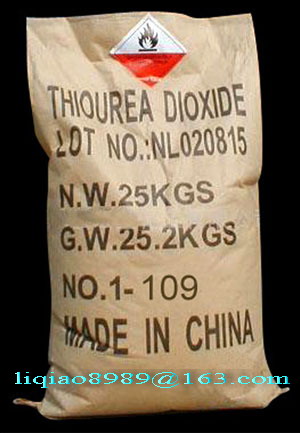 THIOUREA DIOXIDE
LOT NO.:NL020815
N.W.25KGS
G.W.25.2KGS
NO.1-109
MADE IN CHINA
liqiao8989@163.com